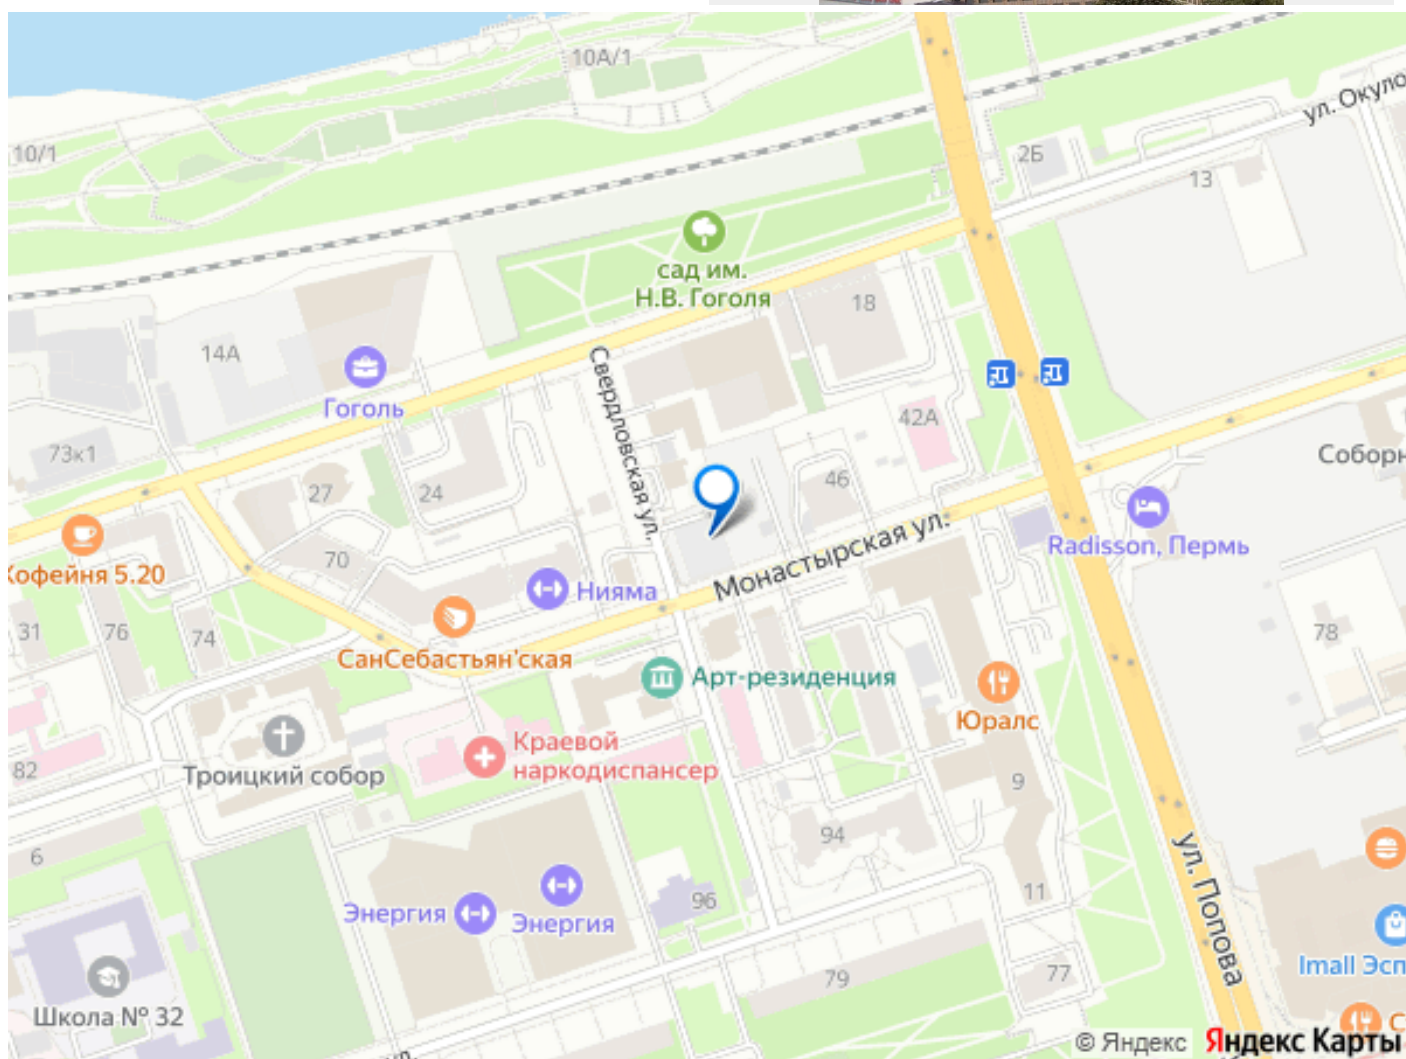 10А/1
10/1
ул. Окуло
2Б
13
сад им.
Н.В. Гоголя
18
14А
Гоголь
Свердловская ул.
42А
73к1
Соборн
27
24
46
Монастырская ул.
Radisson, Пермь
Кофейня 5.20
70
Нияма
31
76
74
СанСебастьян'ская
78
Арт-резиденция
Юралс
Краевой
наркодиспансер
Троицкий собор
82
9
6
94
ул. Попова
96
11
Энергия
Энергия
79
77
Imall Эсп
Школа № 32
С
ул.
© Яндекс
Яндекс Карты